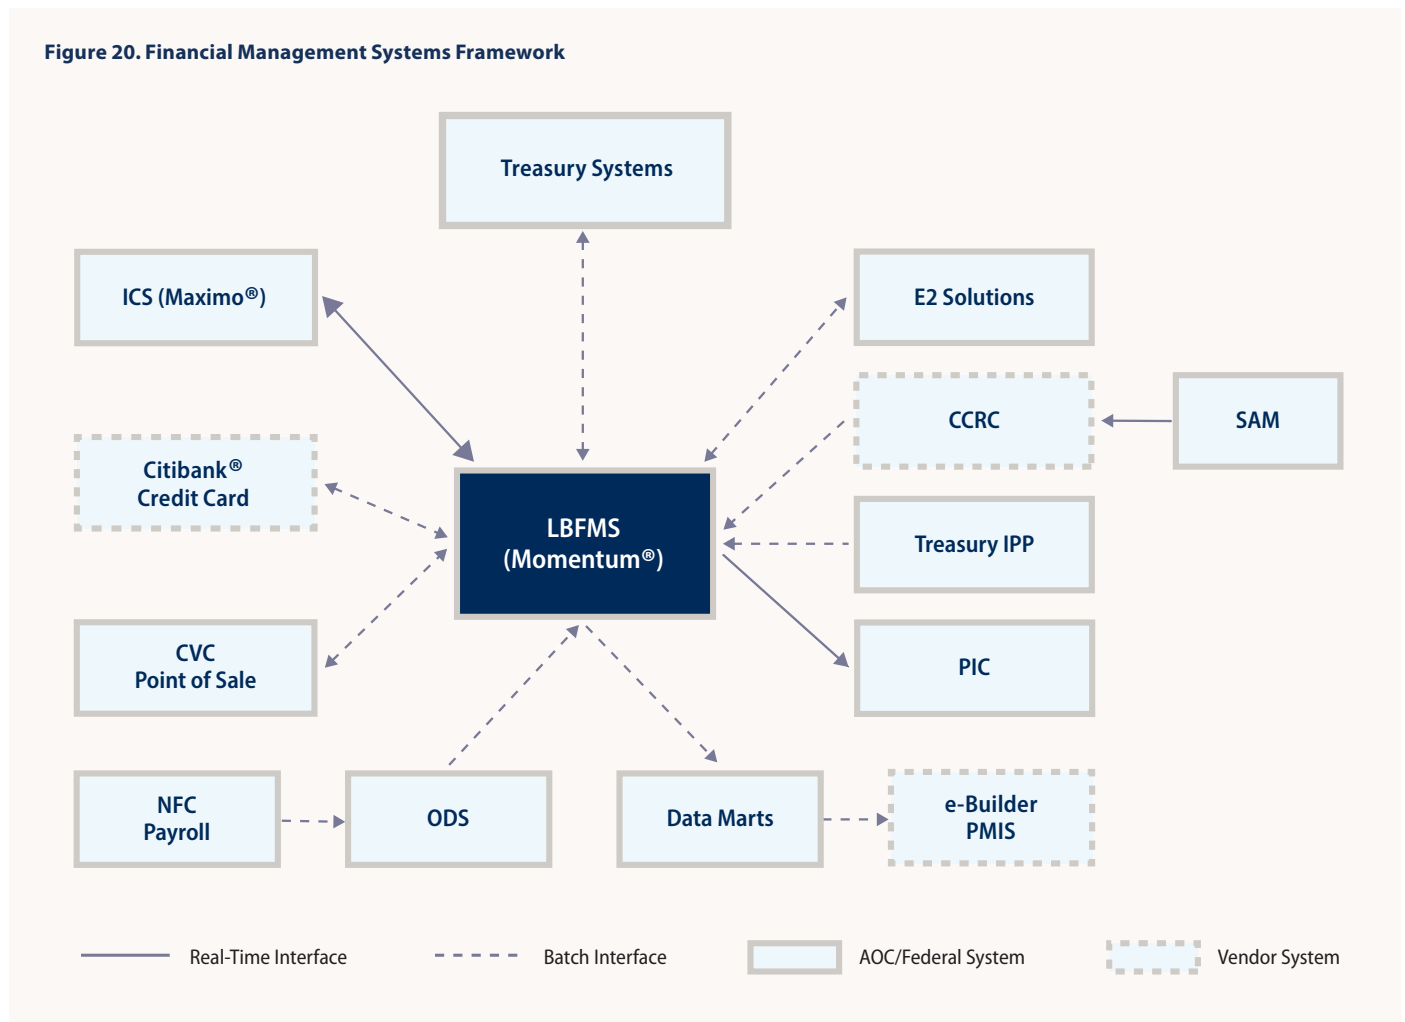 Figure 20. Financial Management Systems Framework
Treasury Systems
ICS (Maximo®)
E2 Solutions
CCRC
SAM
Citibank®
Credit Card
LBFMS
(Momentum®)
Treasury IPP
CVC
Point of Sale
PIC
NFC
Payroll
ODS
Data Marts
e-Builder
PMIS
Real-Time Interface
Batch Interface
AOC/Federal System
Vendor System